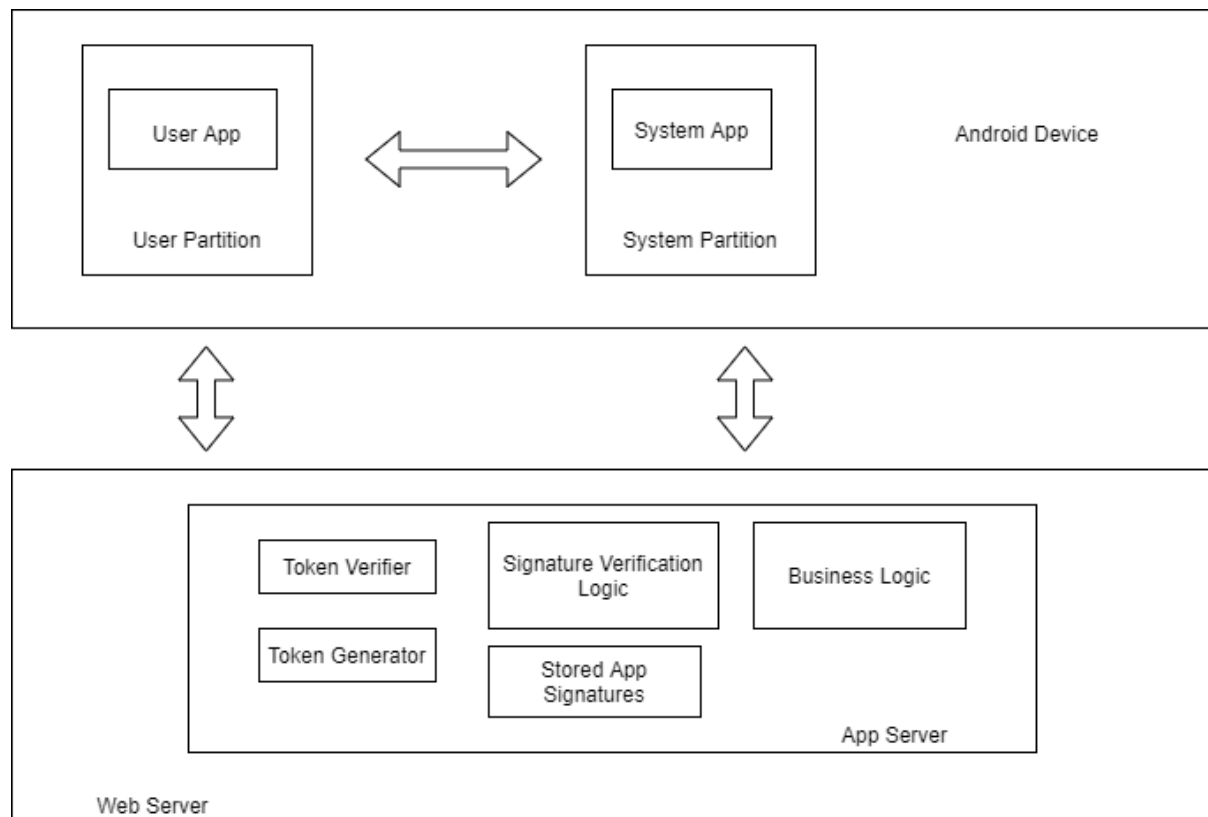 User App
System App
Android Device
User Partition
System Partition
Token Verifier
Signature Verification
Logic
Business Logic
Token Generator
Stored App
Signatures
App Server
Web Server